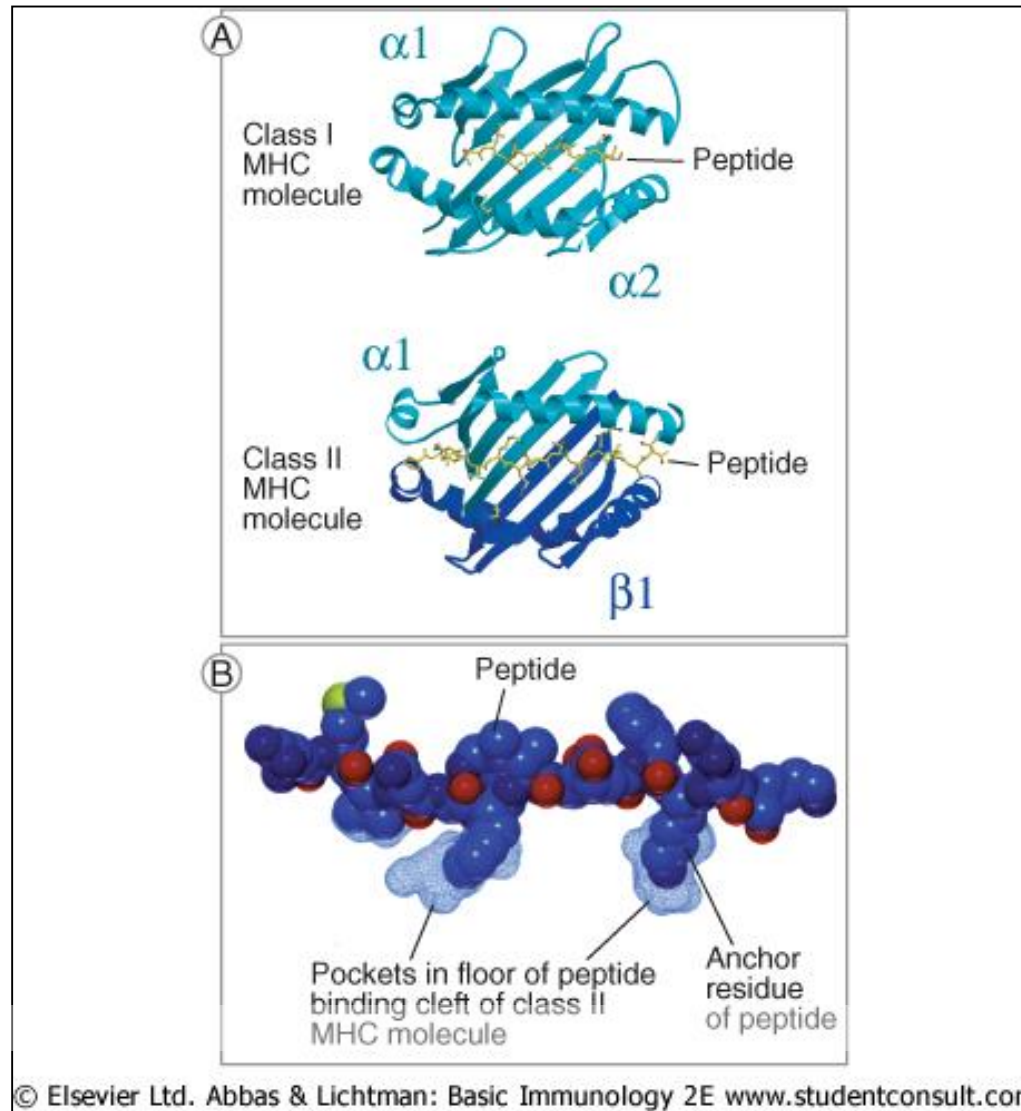 A
α1
Class I
MHC
molecule
Peptide
α2
α1
Class II
MHC
molecule
Peptide
β1
B
Peptide
Pockets in floor of peptide
binding cleft of class II
MHC molecule
Anchor
residue
of peptide
© Elsevier Ltd. Abbas & Lichtman: Basic Immunology 2E www.studentconsult.com